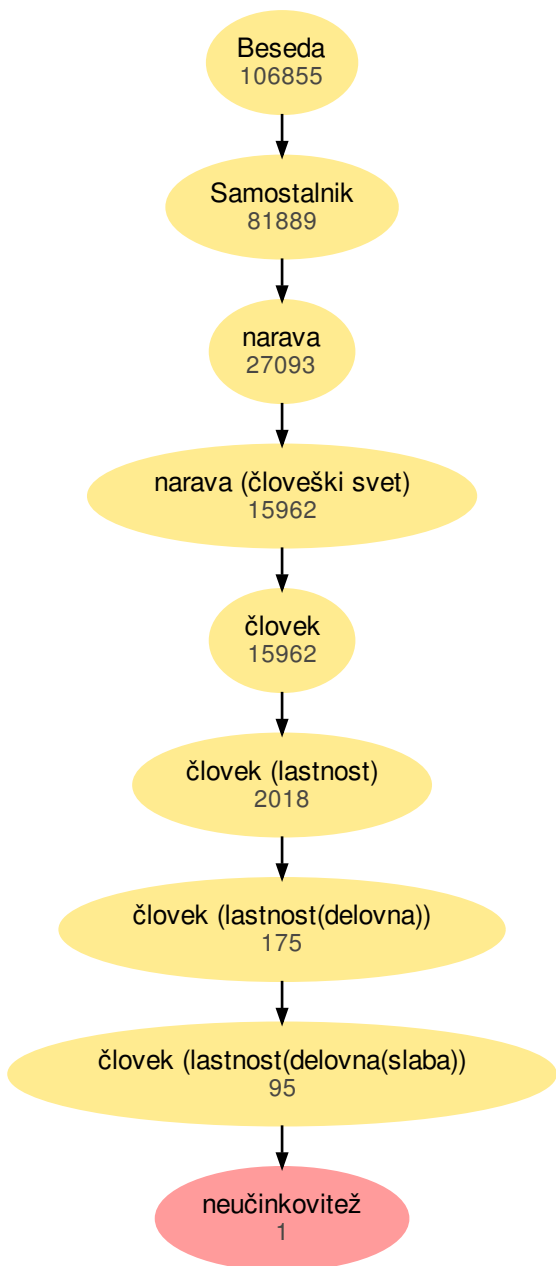 Beseda
106855
Samostalnik
81889
narava
27093
narava (človeški svet)
15962
človek
15962
človek (lastnost)
2018
človek (lastnost(delovna))
175
človek (lastnost(delovna(slaba))
95
neučinkovitež
1